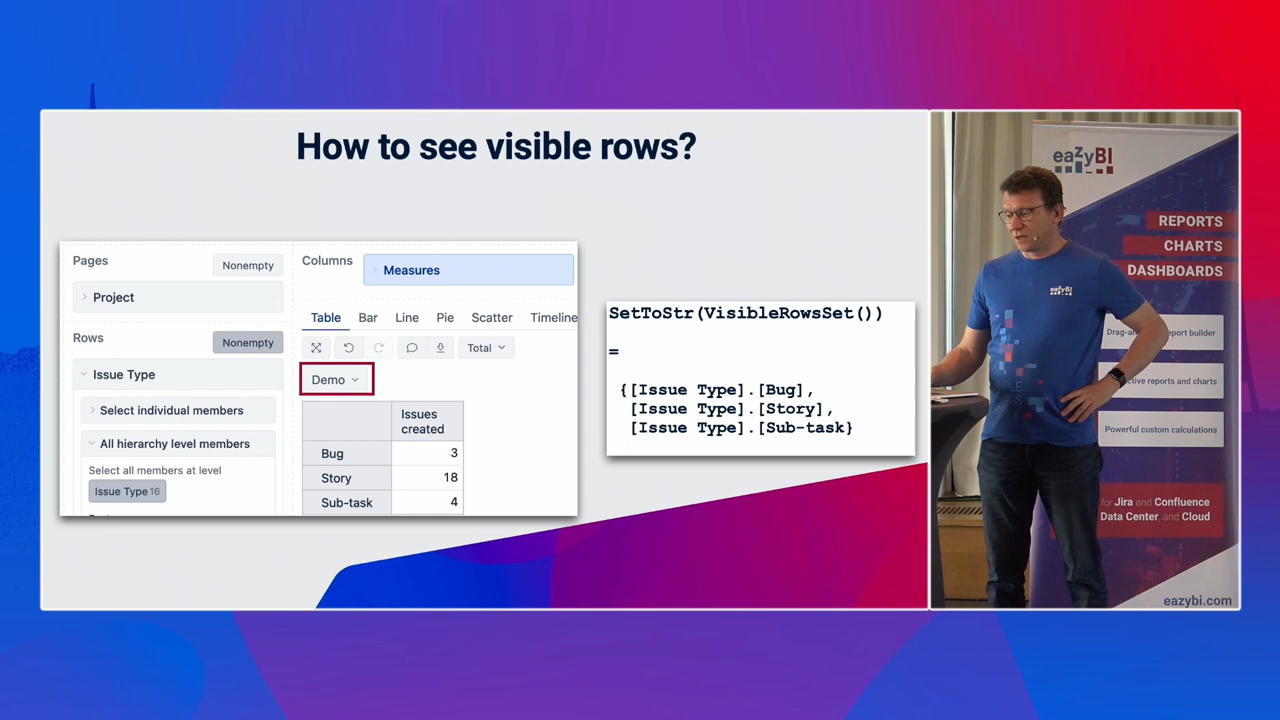 How to see visible rows?
Pages
Nonempty
Project
Rows
Nonempty
Issue Type
Select individual members
All hierarchy level members
Select all members at level
Issue Type 16
Columns
Measures
Table Bar Line Pie Scatter Timeline
Total
Demo
Issues
created
Bug 3
Story 18
Sub-task 4
SetToStr(VisibleRowsSet())
=
{[Issue Type].[Bug],
[Issue Type].[Story],
[Issue Type].[Sub-task}
eazyBI
REPORTS
CHARTS
DASHBOARDS
eazyBI
Powerful custom calculations
for Jira and Confluence
Data Center, and Cloud
eazybi.com